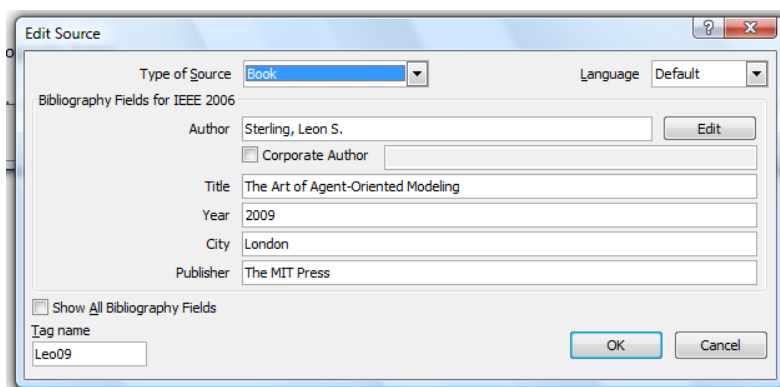 Edit Source
Type of Source Book Language Default
Bibliography Fields for IEEE 2006
Author Sterling, Leon S. Edit
Corporate Author
Title The Art of Agent-Oriented Modeling
Year 2009
City London
Publisher The MIT Press
Show All Bibliography Fields
Tag name
Leo09
OK Cancel